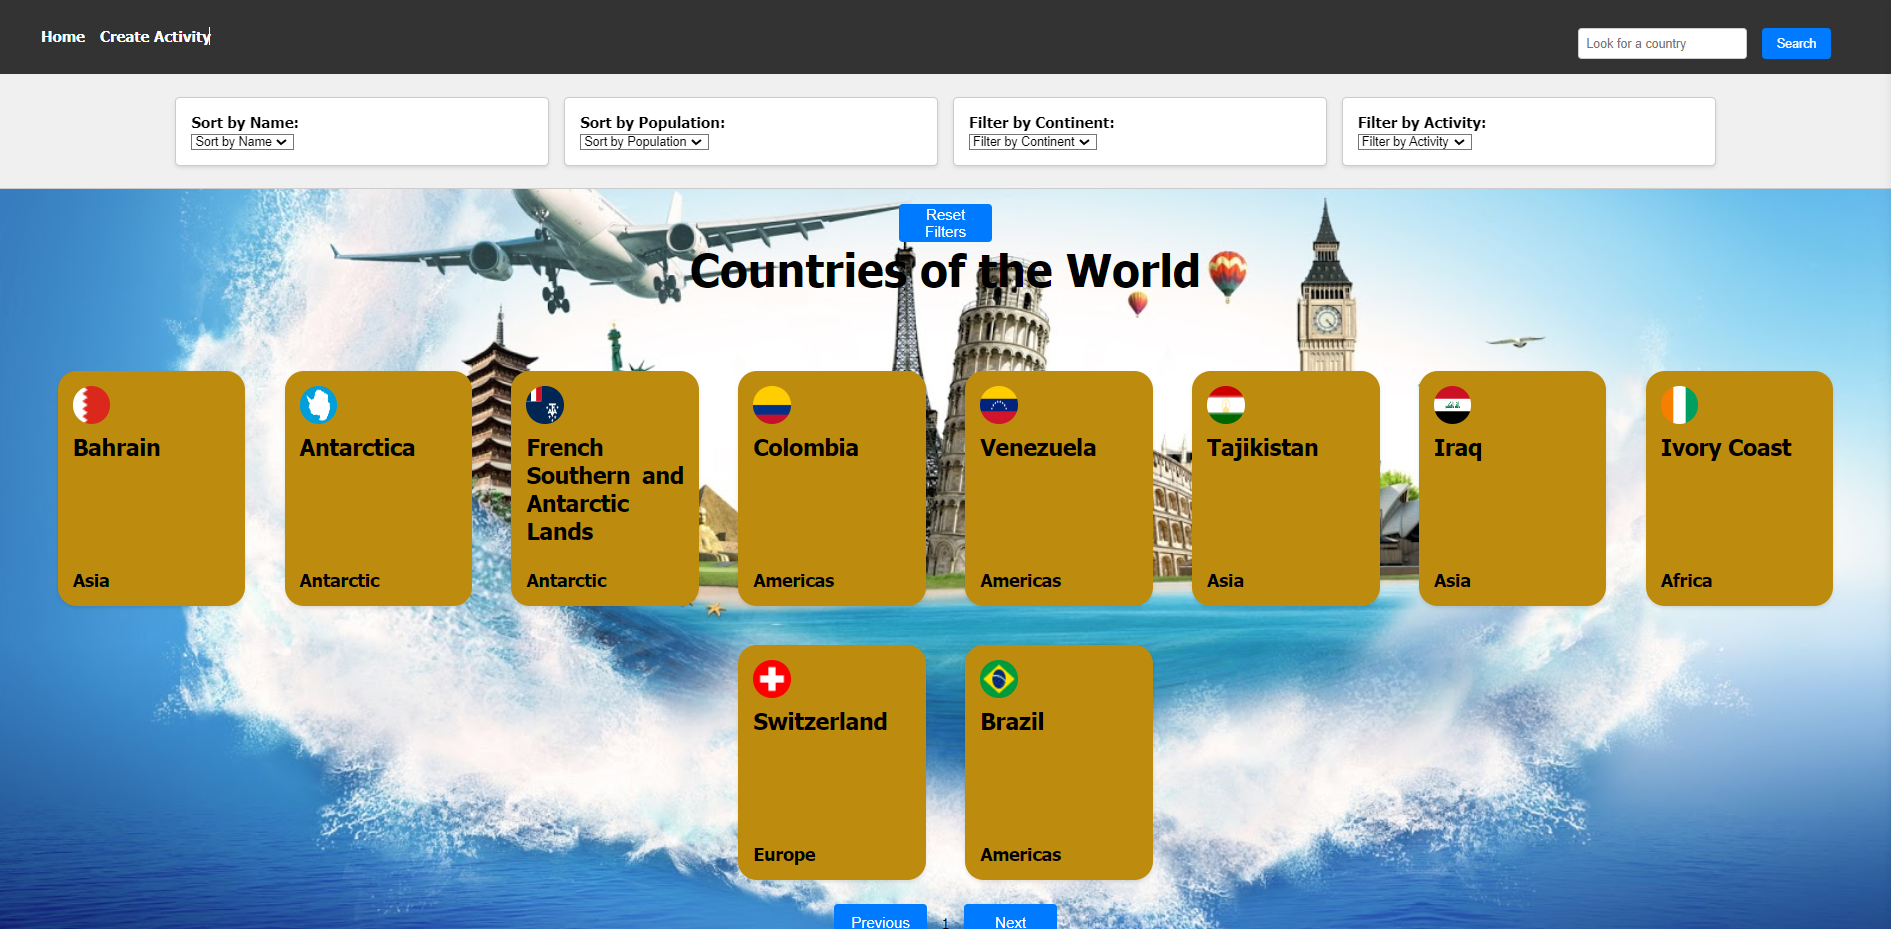 Home Create Activity
Look for a country Search
Sort by Name: Sort by Population: Filter by Continent: Filter by Activity:
Sort by Name Sort by Population Filter by Continent Filter by Activity
Reset
Filters
Countries of the World
Bahrain
Asia
Antarctica
Antarctic
French
Southern and
Antarctic
Lands
Antarctic
Colombia
Americas
Venezuela
Americas
Tajikistan
Asia
Iraq
Asia
Ivory Coast
Africa
Switzerland
Europe
Brazil
Americas
Previous 1 Next